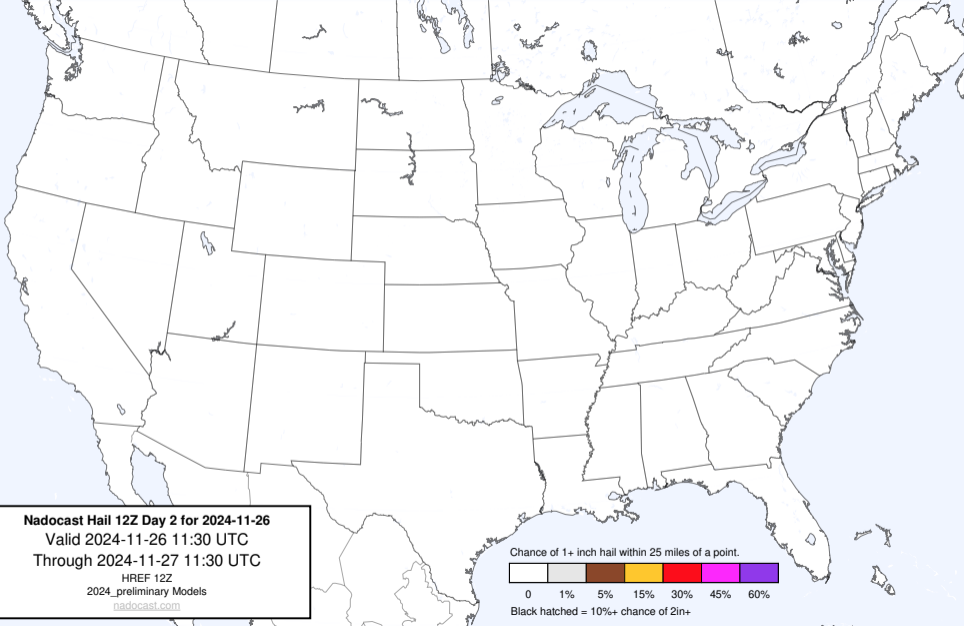 Nadocast Hail 12Z Day 2 for 2024-11-26
Valid 2024-11-26 11:30 UTC
Through 2024-11-27 11:30 UTC
HREF 12Z
2024_preliminary Models
nadocast.com
Chance of 1+ inch hail within 25 miles of a point.
0 1% 5% 15% 30% 45% 60%
Black hatched = 10%+ chance of 2in+